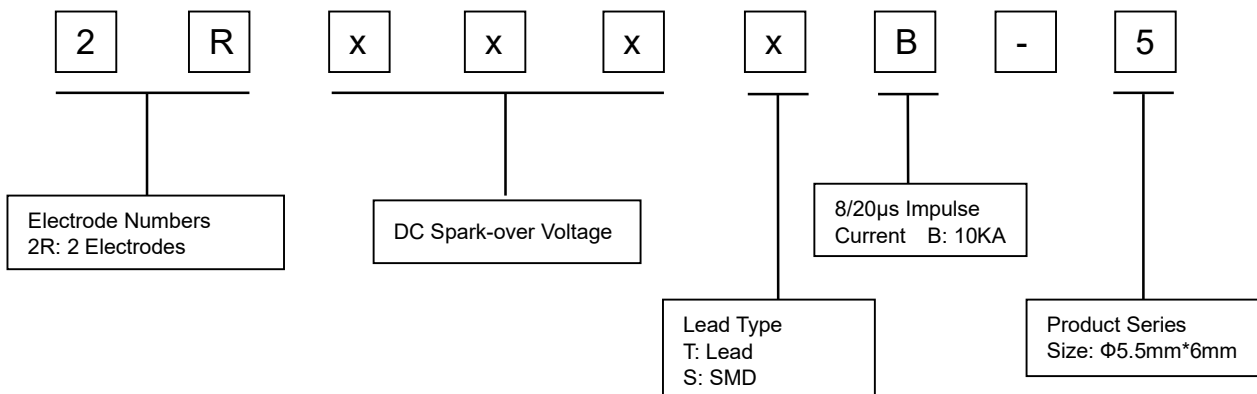 2 R x x x x B - 5
Electrode Numbers
2R: 2 Electrodes
DC Spark-over Voltage
8/20μs Impulse
Current B: 10KA
Lead Type
T: Lead
S: SMD
Product Series
Size: Φ5.5mm*6mm